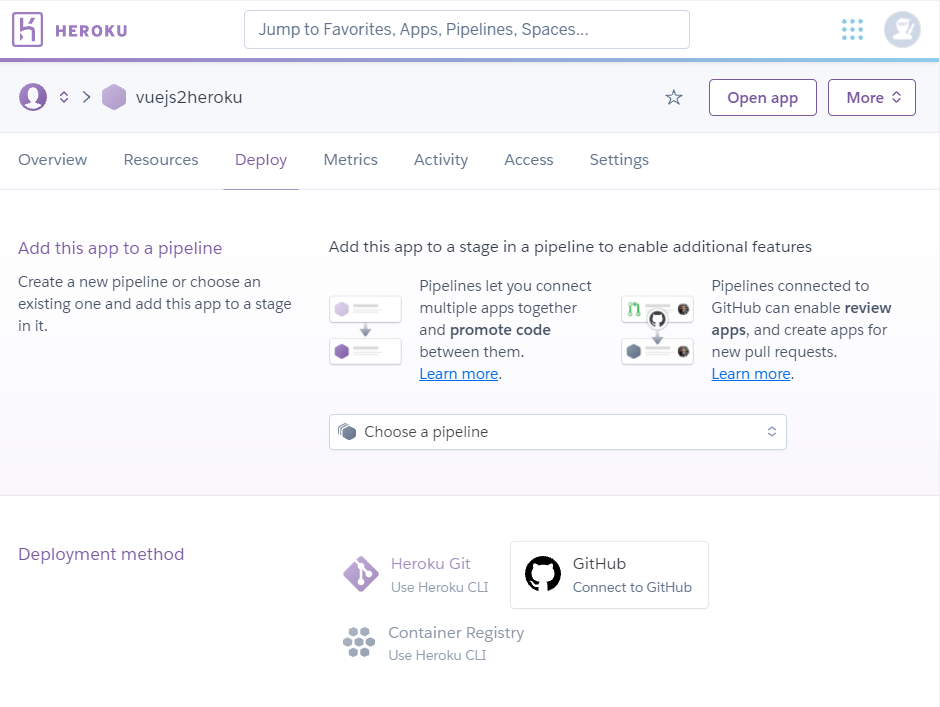 HEROKU
Jump to Favorites, Apps, Pipelines, Spaces...
vuejs2heroku
Open app
More
Overview
Resources
Deploy
Metrics
Activity
Access
Settings
Add this app to a pipeline
Create a new pipeline or choose an
existing one and add this app to a stage
in it.
Add this app to a stage in a pipeline to enable additional features
Pipelines let you connect
multiple apps together
and promote code
between them.
Learn more.
Pipelines connected to
GitHub can enable review
apps, and create apps for
new pull requests.
Learn more.
Choose a pipeline
Deployment method
Heroku Git
Use Heroku CLI
GitHub
Connect to GitHub
Container Registry
Use Heroku CLI